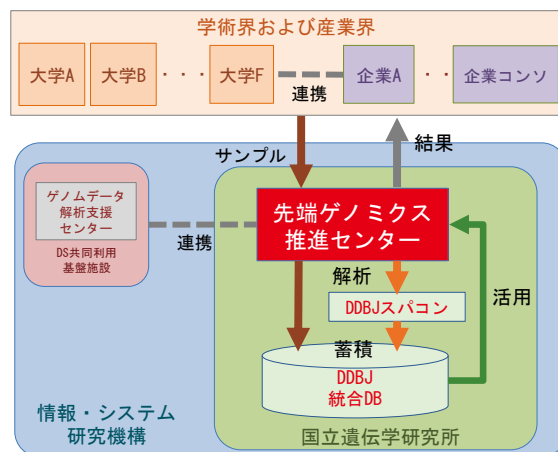 学術界および産業界
大学A 大学B ・・・ 大学F 企業A ・・ 企業コンソ
連携
サンプル
結果
ゲノムデータ
解析支援
センター
DS共同利用
基盤施設
連携
先端ゲノミクス
推進センター
解析
DDBJスパコン
活用
蓄積
DDBJ
統合DB
情報・システム
研究機構
国立遺伝学研究所